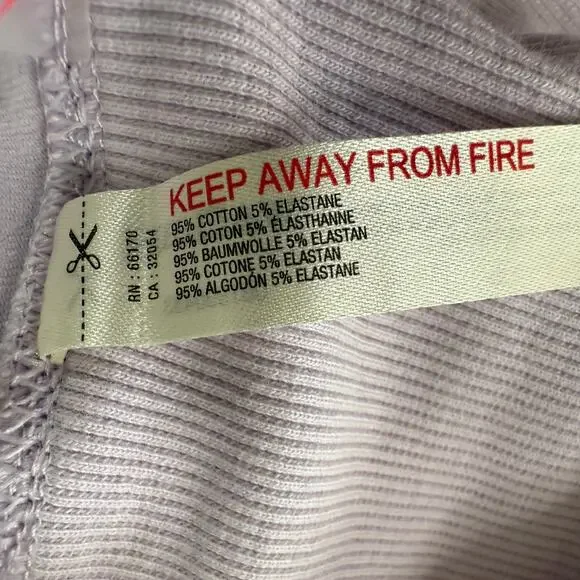 KEEP AWAY FROM FIRE
95% COTTON 5% ELASTANE
95% COTON 5% ÉLASTHANNE
95% BAUMWOLLE 5% ELASTAN
95% COTONE 5% ELASTAN
95% ALGODÓN 5% ELASTANE
RN : 66170
CA : 32054